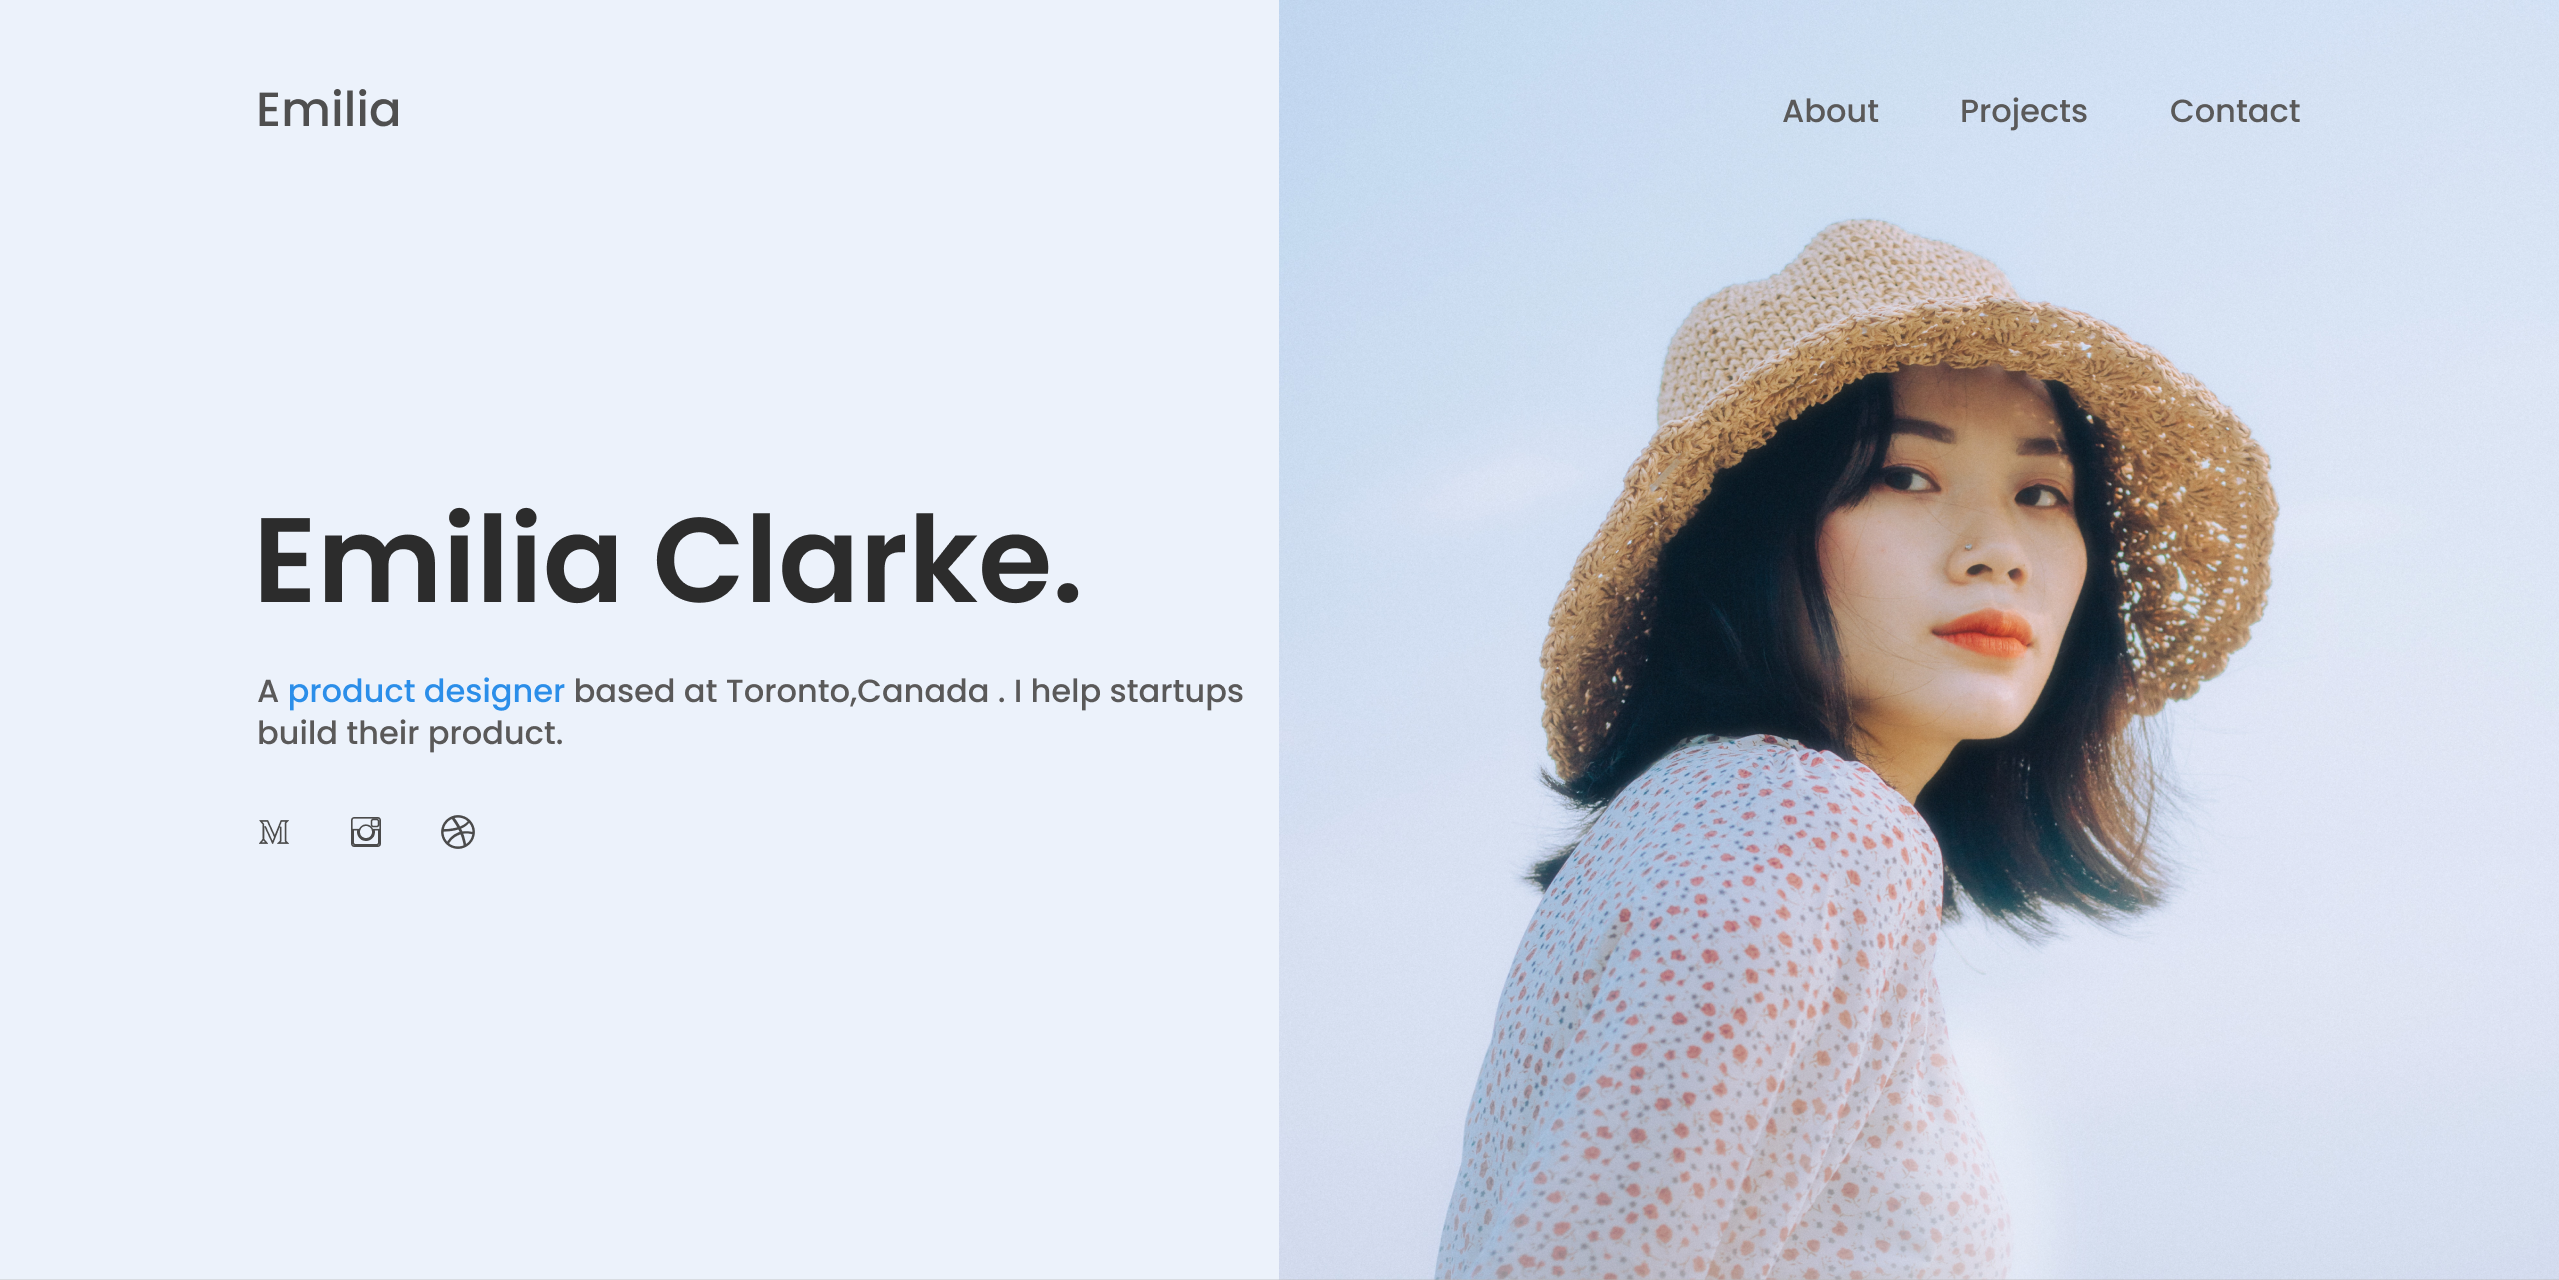 Emilia
About Projects Contact
Emilia Clarke.
A product designer based at Toronto,Canada . I help startups
build their product.
M